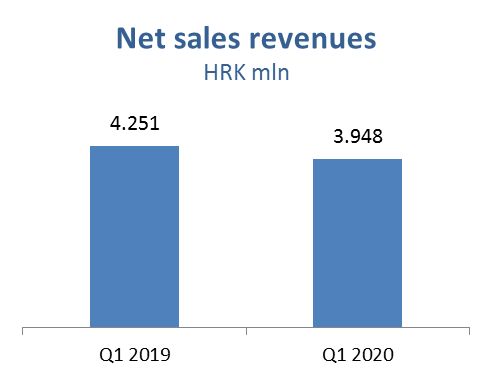 Net sales revenues
HRK mln
4.251
3.948
Q1 2019
Q1 2020